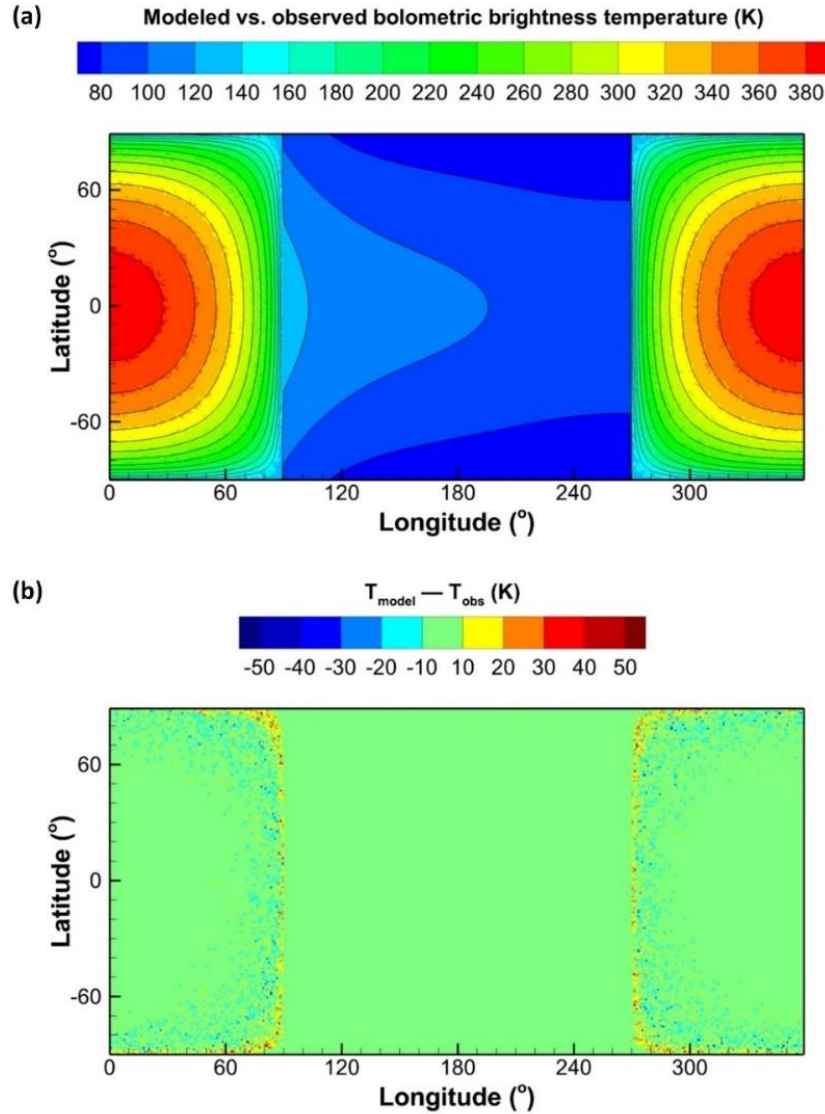 (a)
Modeled vs. observed bolometric brightness temperature (K)
80 100 120 140 160 180 200 220 240 260 280 300 320 340 360 380
60
0
-60
Latitude (°)
0 60 120 180 240 300
Longitude (°)
(b)
T_model — T_obs (K)
-50 -40 -30 -20 -10 10 20 30 40 50
60
0
-60
Latitude (°)
0 60 120 180 240 300
Longitude (°)